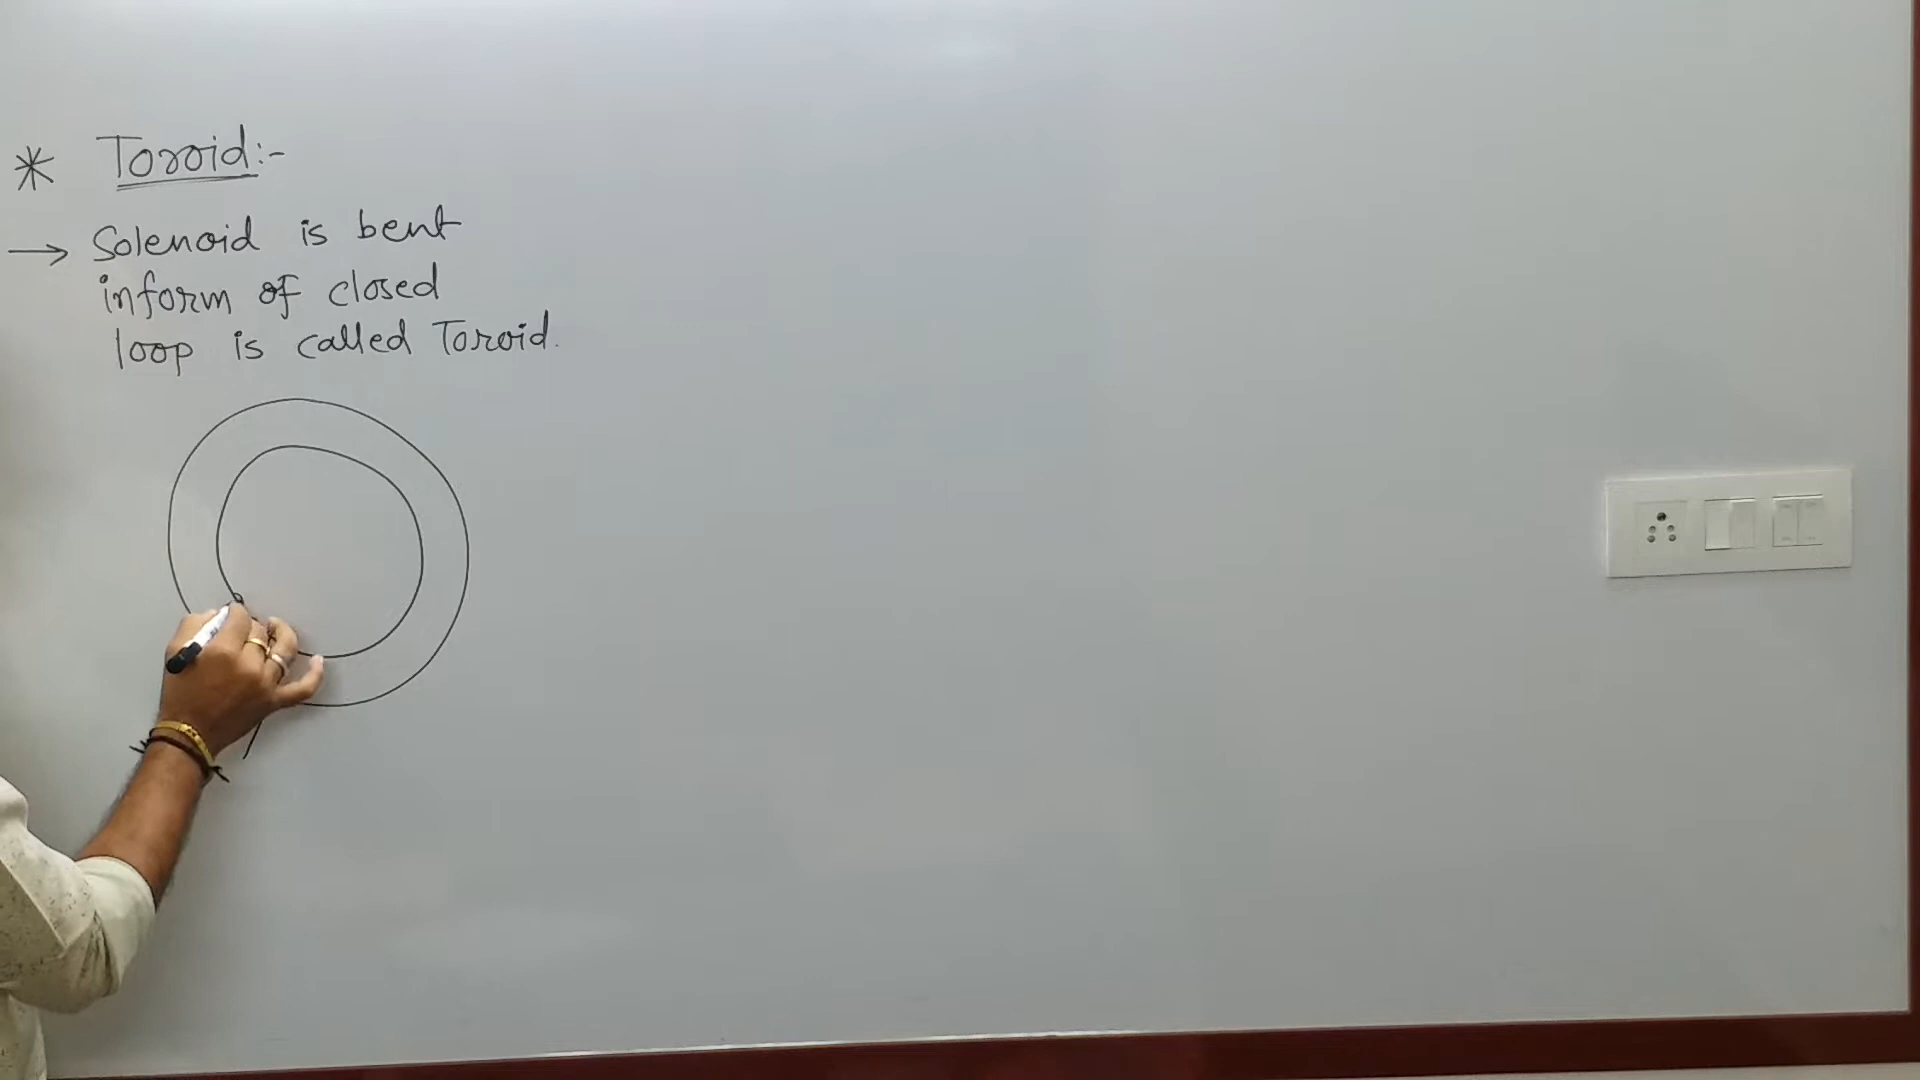 * Toroid:-
→ Solenoid is bent
inform of closed
loop is called Toroid.